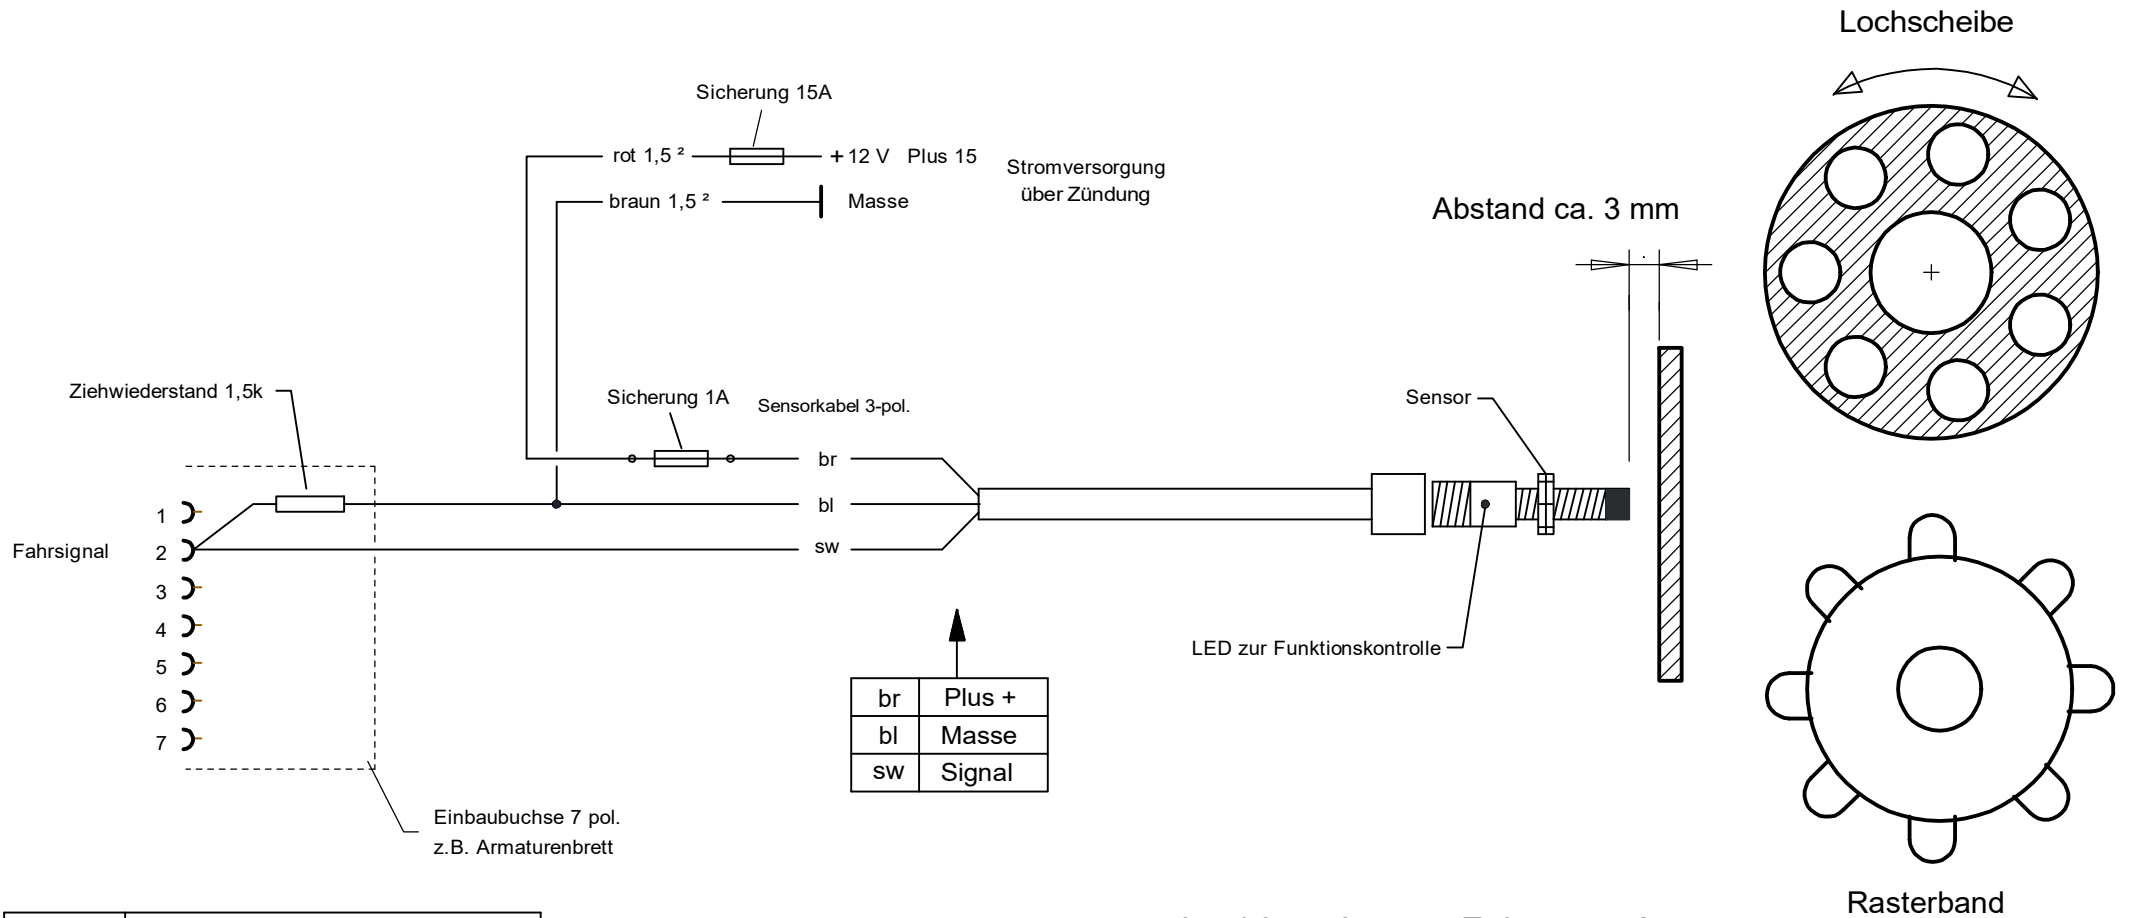 Lochscheibe
Sicherung 15A
rot 1,5 ²
+ 12 V Plus 15
Stromversorgung
über Zündung
braun 1,5 ²
Masse
Abstand ca. 3 mm
Ziehwiederstand 1,5k
Sicherung 1A
Sensorkabel 3-pol.
Sensor
br
bl
sw
1
2
3
4
5
6
7
Fahrsignal
LED zur Funktionskontrolle
br Plus +
bl Masse
sw Signal
Einbaubuchse 7 pol.
z.B. Armaturenbrett
Rasterband